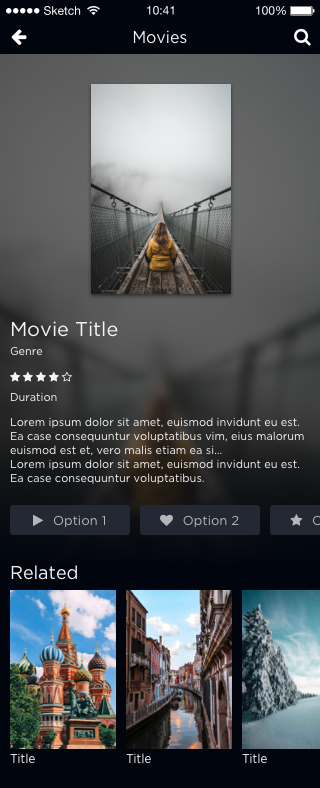 Sketch 10:41 100%
Movies
Movie Title
Genre
Duration
Lorem ipsum dolor sit amet, euismod invidunt eu est.
Ea case consequuntur voluptatibus vim, eius malorum
euismod est et, vero malis etiam ea si...
Lorem ipsum dolor sit amet, euismod invidunt eu est.
Ea case consequuntur voluptatibus.
Option 1 Option 2
Related
Title Title Title